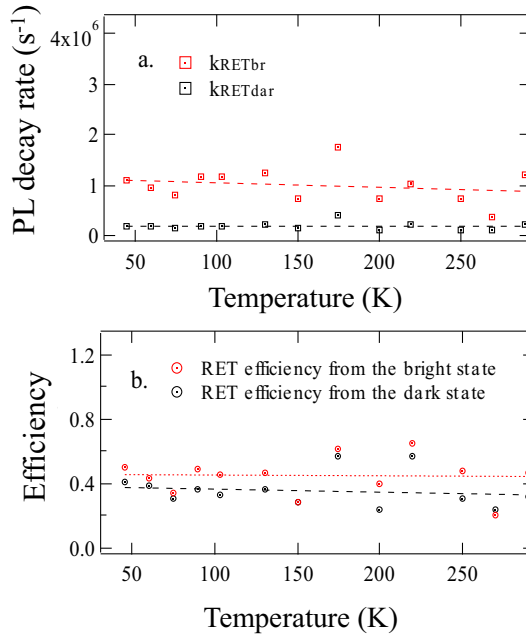 4x10⁶
a.
kRETbr
kRETdar
3
2
1
0
PL decay rate (s⁻¹)
50 100 150 200 250
Temperature (K)
1.2
b.
RET efficiency from the bright state
RET efficiency from the dark state
0.8
0.4
0.0
Efficiency
50 100 150 200 250
Temperature (K)